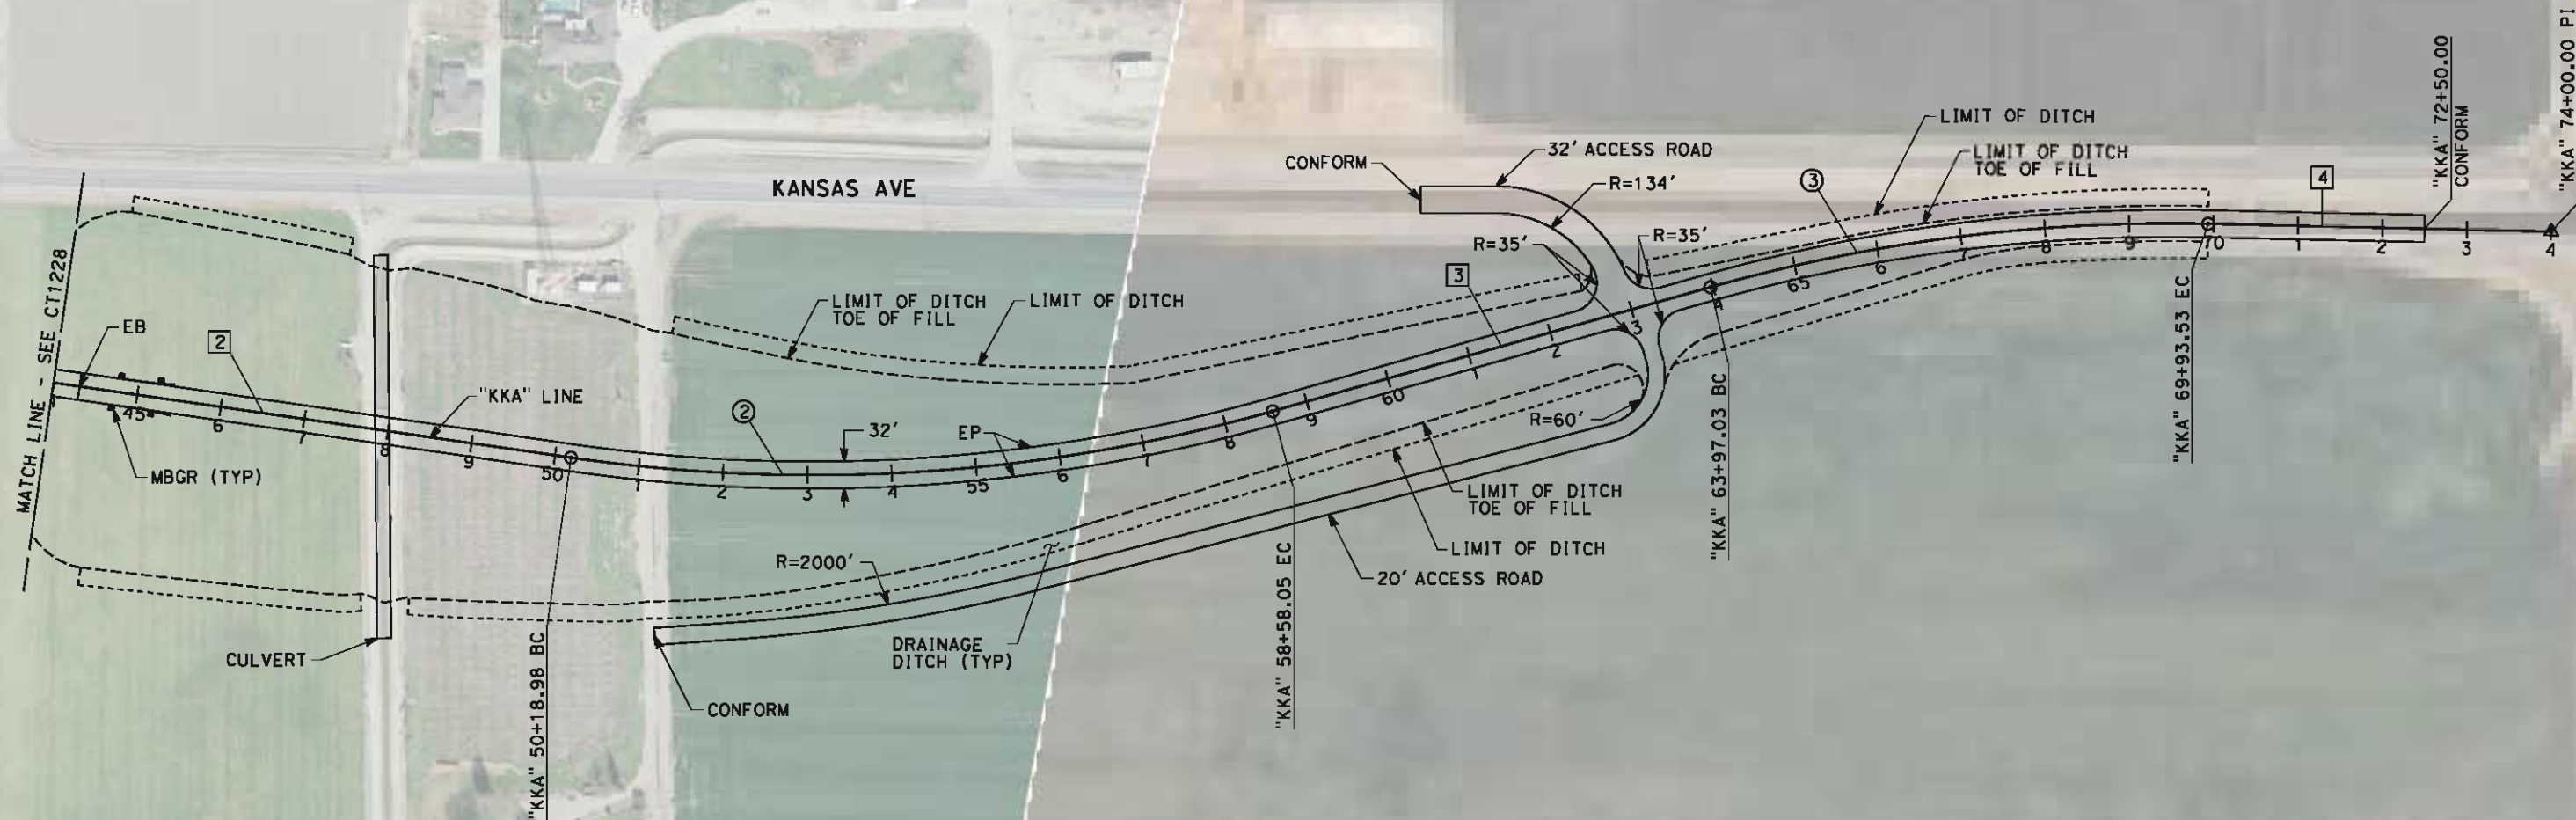 "KKA" 74+00.00 PI
"KKA" 72+50.00
CONFORM
LIMIT OF DITCH
LIMIT OF DITCH
TOE OF FILL
32' ACCESS ROAD
CONFORM
R=134'
3
4
KANSAS AVE
R=35'
R=35'
3
MATCH LINE - SEE CT1228
EB
2
LIMIT OF DITCH
TOE OF FILL
LIMIT OF DITCH
"KKA" LINE
2
32'
EP
MBGR (TYP)
45
6
7
8
9
50
1
2
3
4
55
6
7
8
9
60
1
2
3
4
65
6
7
8
9
70
1
2
3
4
R=60'
LIMIT OF DITCH
TOE OF FILL
LIMIT OF DITCH
20' ACCESS ROAD
R=2000'
DRAINAGE
DITCH (TYP)
CULVERT
CONFORM
"KKA" 50+18.98 BC
"KKA" 58+58.05 EC
"KKA" 63+97.03 BC
"KKA" 69+93.53 EC